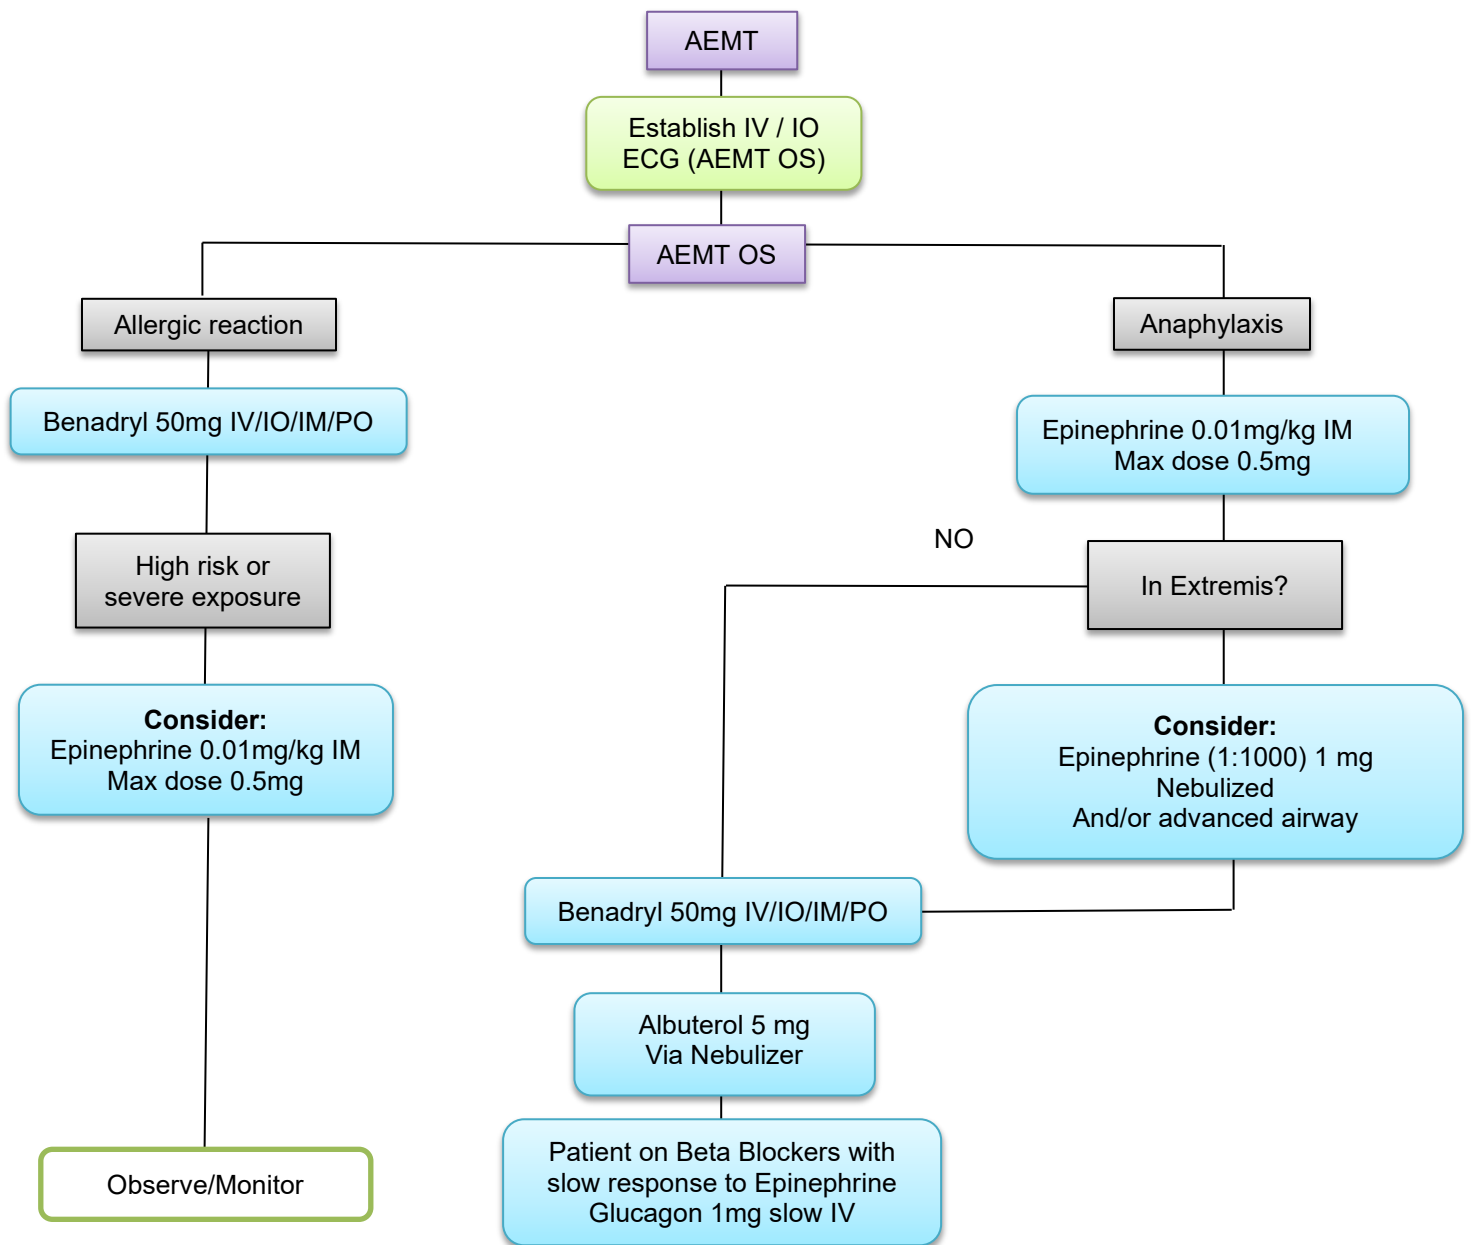 AEMT
Establish IV / IO
ECG (AEMT OS)
AEMT OS
Allergic reaction
Benadryl 50mg IV/IO/IM/PO
High risk or
severe exposure
Consider:
Epinephrine 0.01mg/kg IM
Max dose 0.5mg
Observe/Monitor
Anaphylaxis
Epinephrine 0.01mg/kg IM
Max dose 0.5mg
In Extremis?
NO
Consider:
Epinephrine (1:1000) 1 mg
Nebulized
And/or advanced airway
Benadryl 50mg IV/IO/IM/PO
Albuterol 5 mg
Via Nebulizer
Patient on Beta Blockers with
slow response to Epinephrine
Glucagon 1mg slow IV